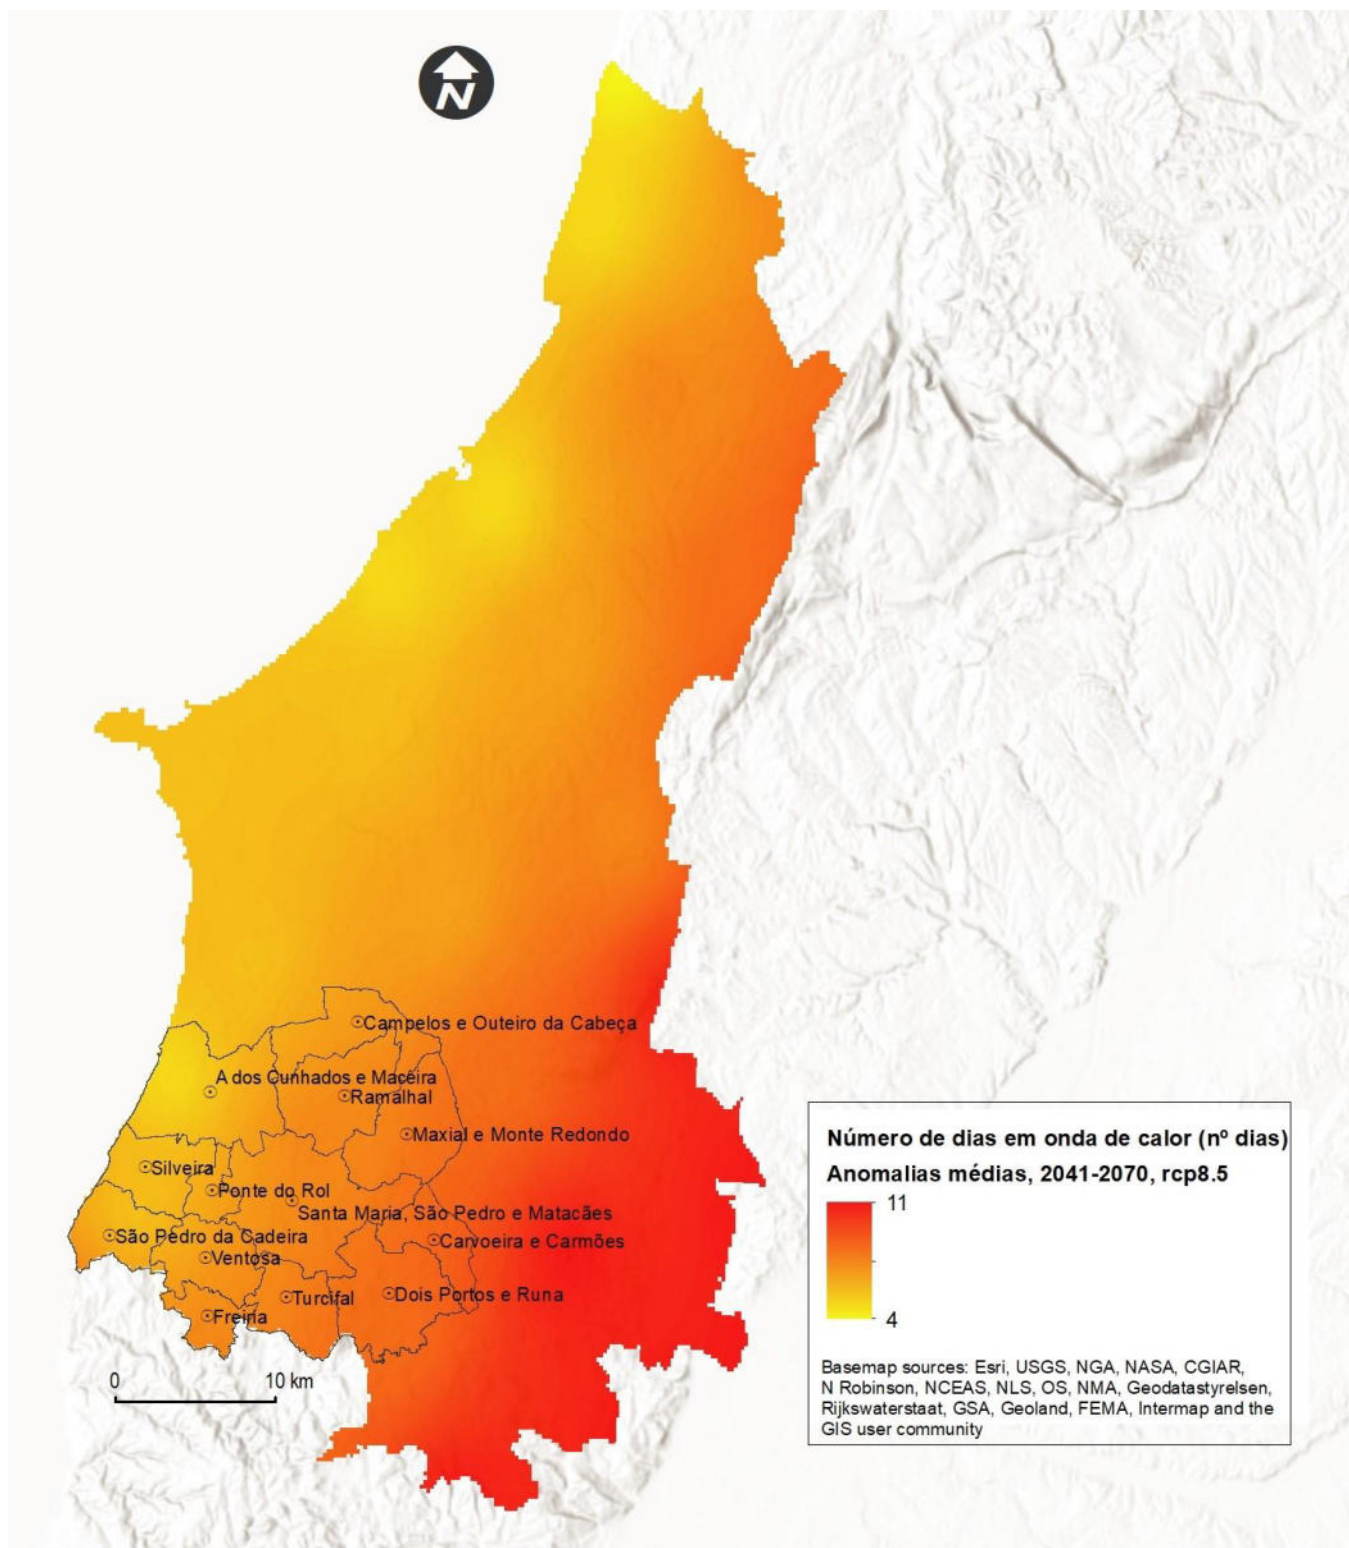 N
Campelos e Outeiro da Cabeça
A dos Cunhados e Maceira
Ramalhal
Maxial e Monte Redondo
Silveira
Ponte do Rol
Santa Maria, São Pedro e Matacães
São Pedro da Cadeira
Carvoeira e Carmões
Ventosa
Turcifal
Dois Portos e Runa
Freiria
0 10 km
Número de dias em onda de calor (nº dias)
Anomalias médias, 2041-2070, rcp8.5
11
4
Basemap sources: Esri, USGS, NGA, NASA, CGIAR,
N Robinson, NCEAS, NLS, OS, NMA, Geodatastyrelsen,
Rijkswaterstaat, GSA, Geoland, FEMA, Intermap and the
GIS user community